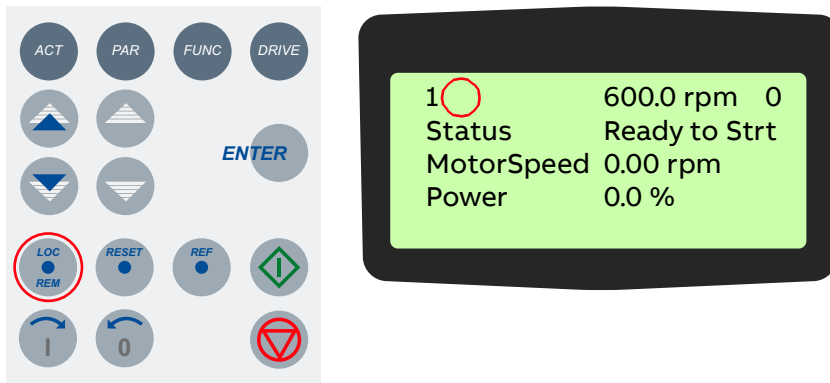 ACT PAR FUNC DRIVE
ENTER
LOC
REM
RESET
REF
I
0
1 600.0 rpm 0
Status Ready to Strt
MotorSpeed 0.00 rpm
Power 0.0 %